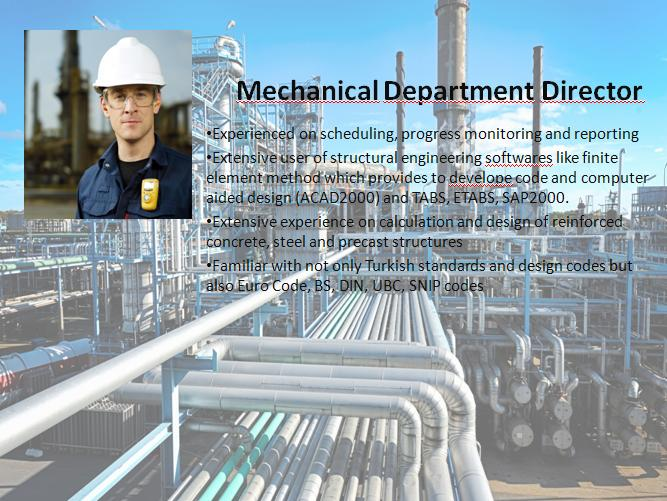 Mechanical Department Director
•Experienced on scheduling, progress monitoring and reporting
•Extensive user of structural engineering softwares like finite
element method which provides to develope code and computer
aided design (ACAD2000) and TABS, ETABS, SAP2000.
•Extensive experience on calculation and design of reinforced
concrete, steel and precast structures
•Familiar with not only Turkish standards and design codes but
also Euro Code, BS, DIN, UBC, SNIP codes